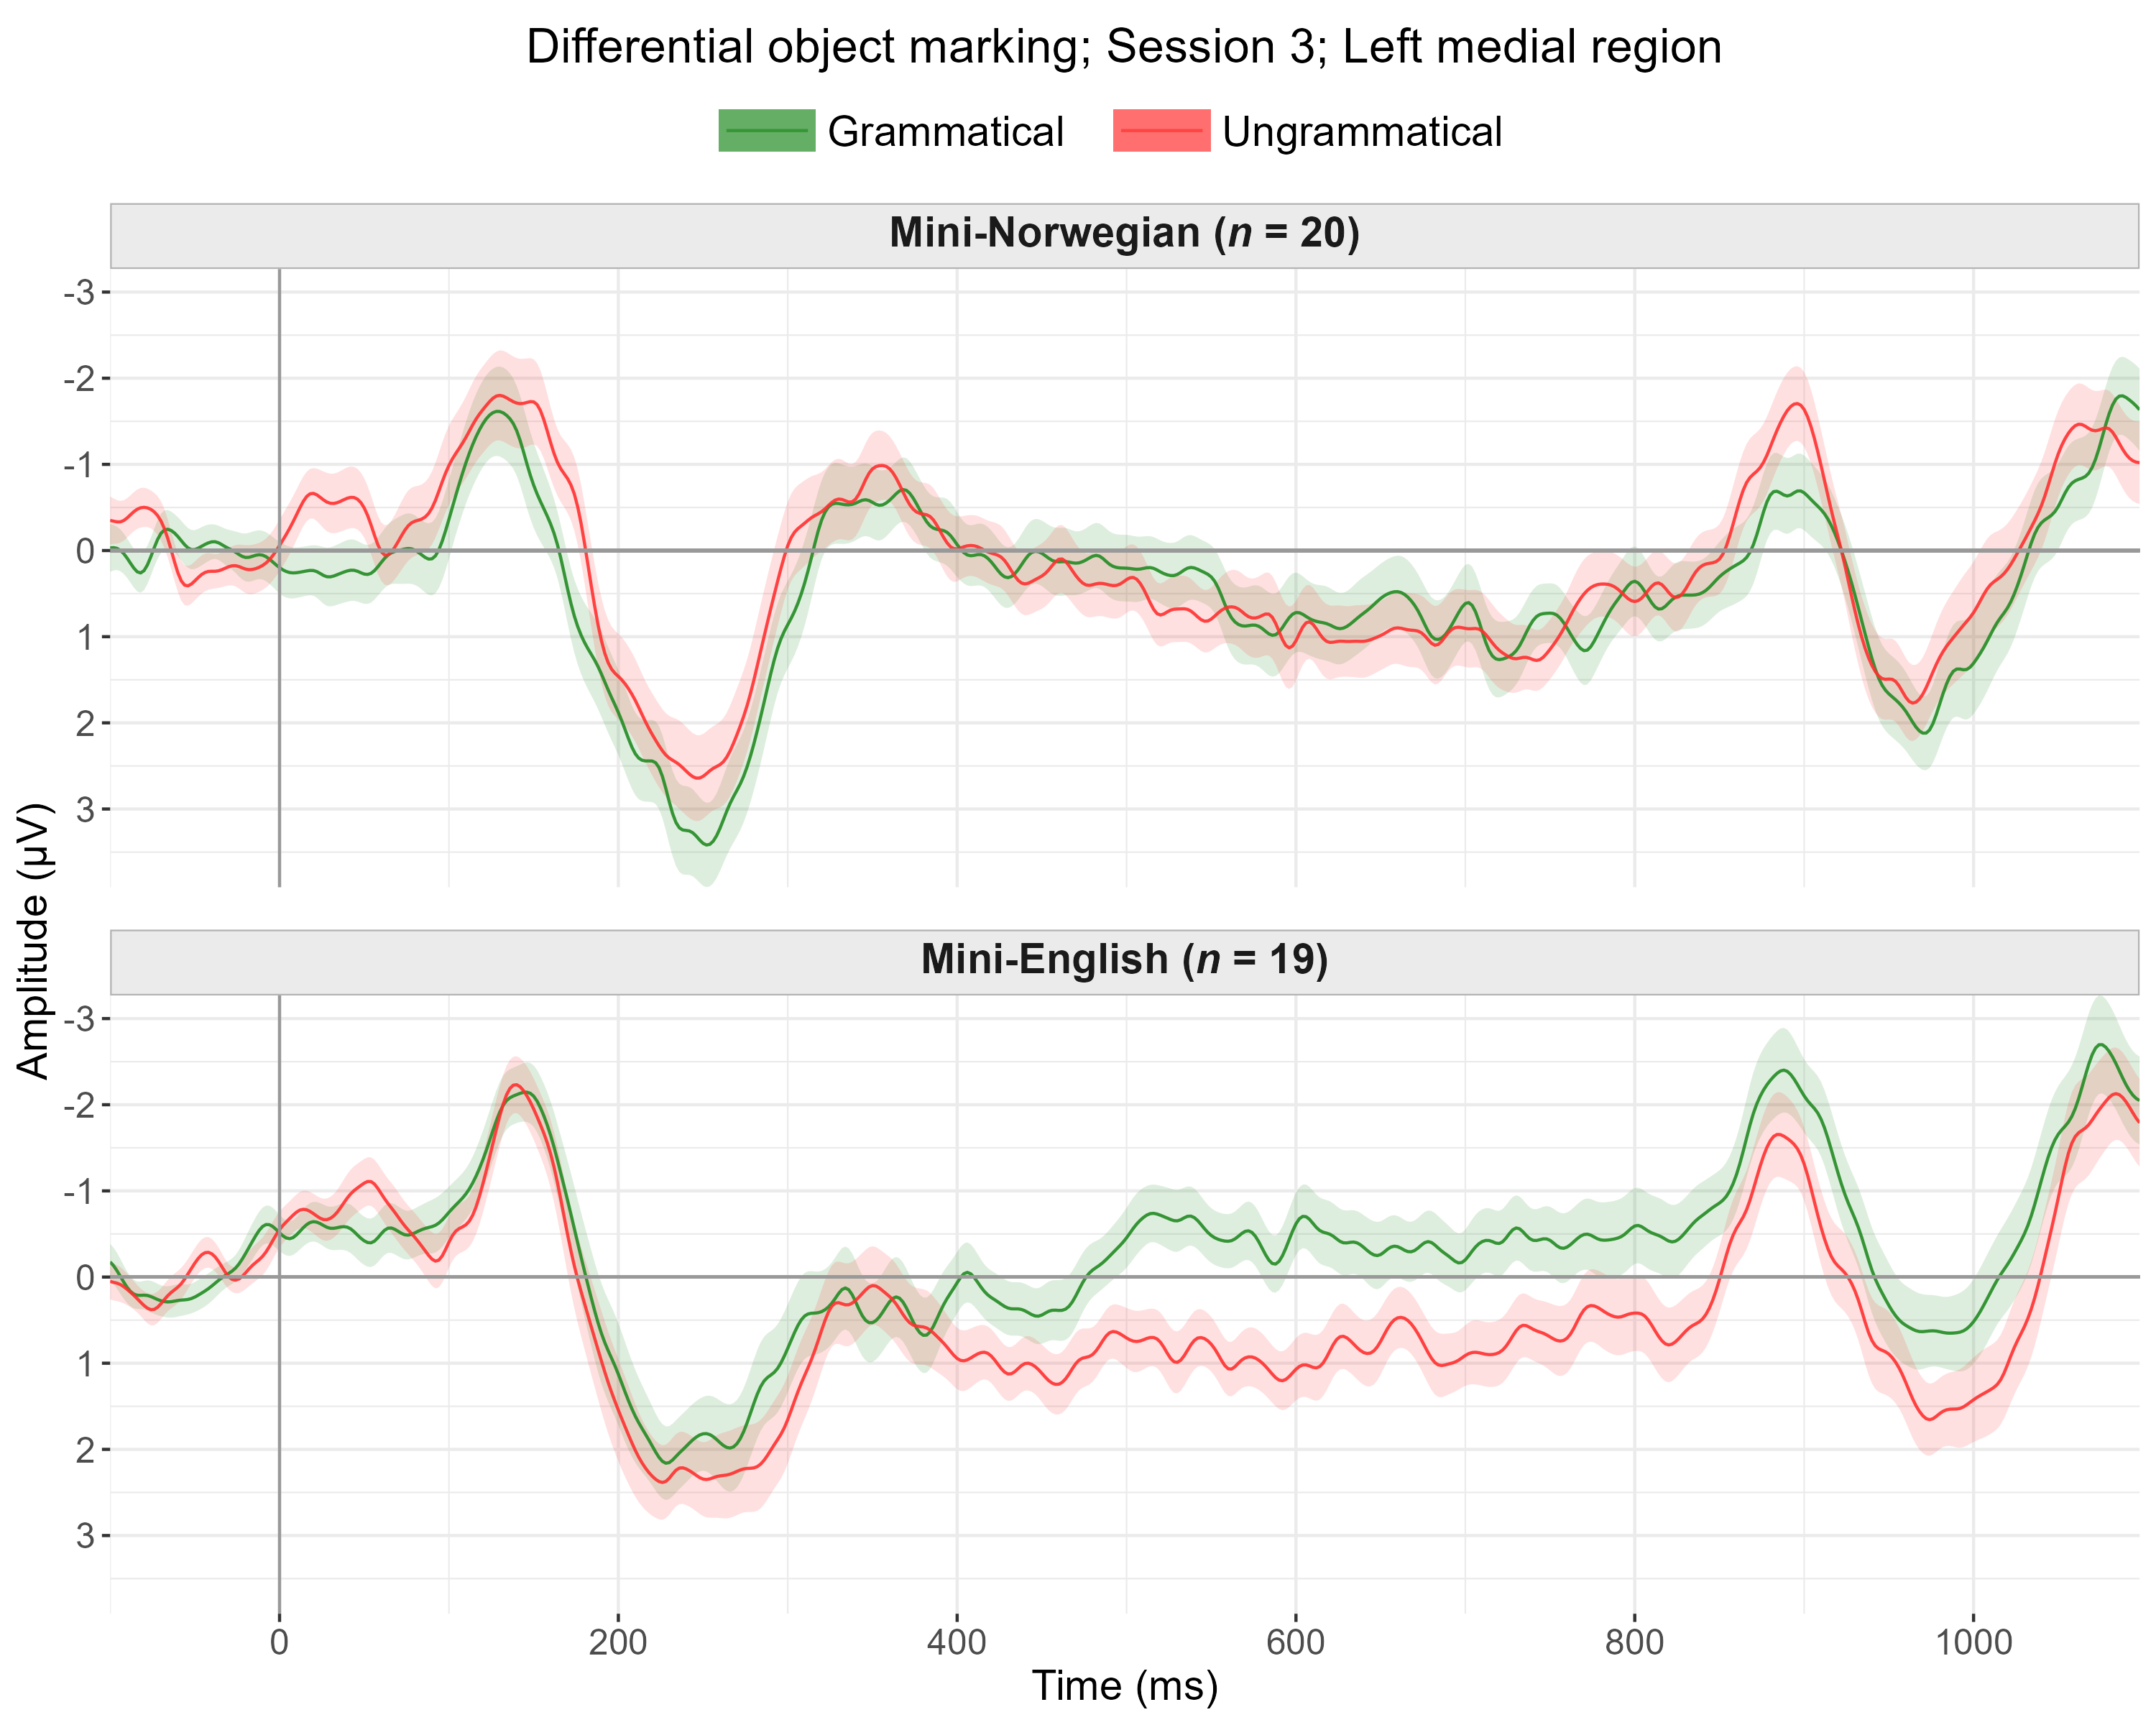 Differential object marking; Session 3; Left medial region
Grammatical
Ungrammatical
Mini-Norwegian (n = 20)
-3
-2
-1
0
1
2
3
Mini-English (n = 19)
-3
-2
-1
0
1
2
3
Amplitude (µV)
0 200 400 600 800 1000
Time (ms)